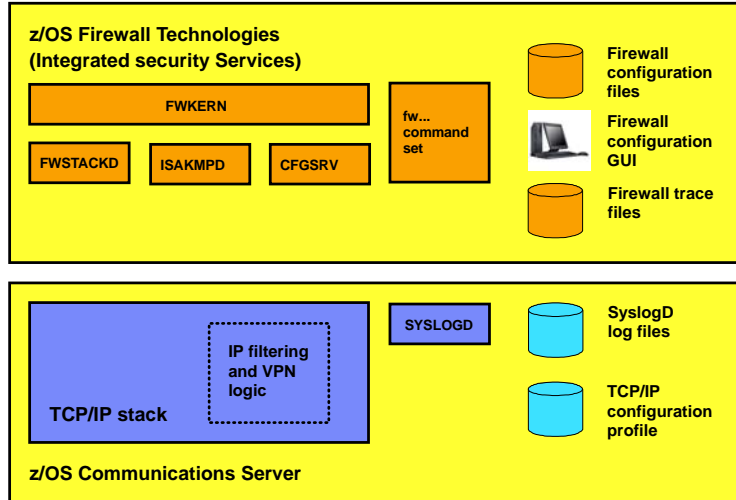 z/OS Firewall Technologies
(Integrated security Services)
FWKERN
FWSTACKD
ISAKMPD
CFGSRV
fw...
command
set
Firewall
configuration
files
Firewall
configuration
GUI
Firewall trace
files
TCP/IP stack
IP filtering
and VPN
logic
SYSLOGD
SyslogD
log files
TCP/IP
configuration
profile
z/OS Communications Server